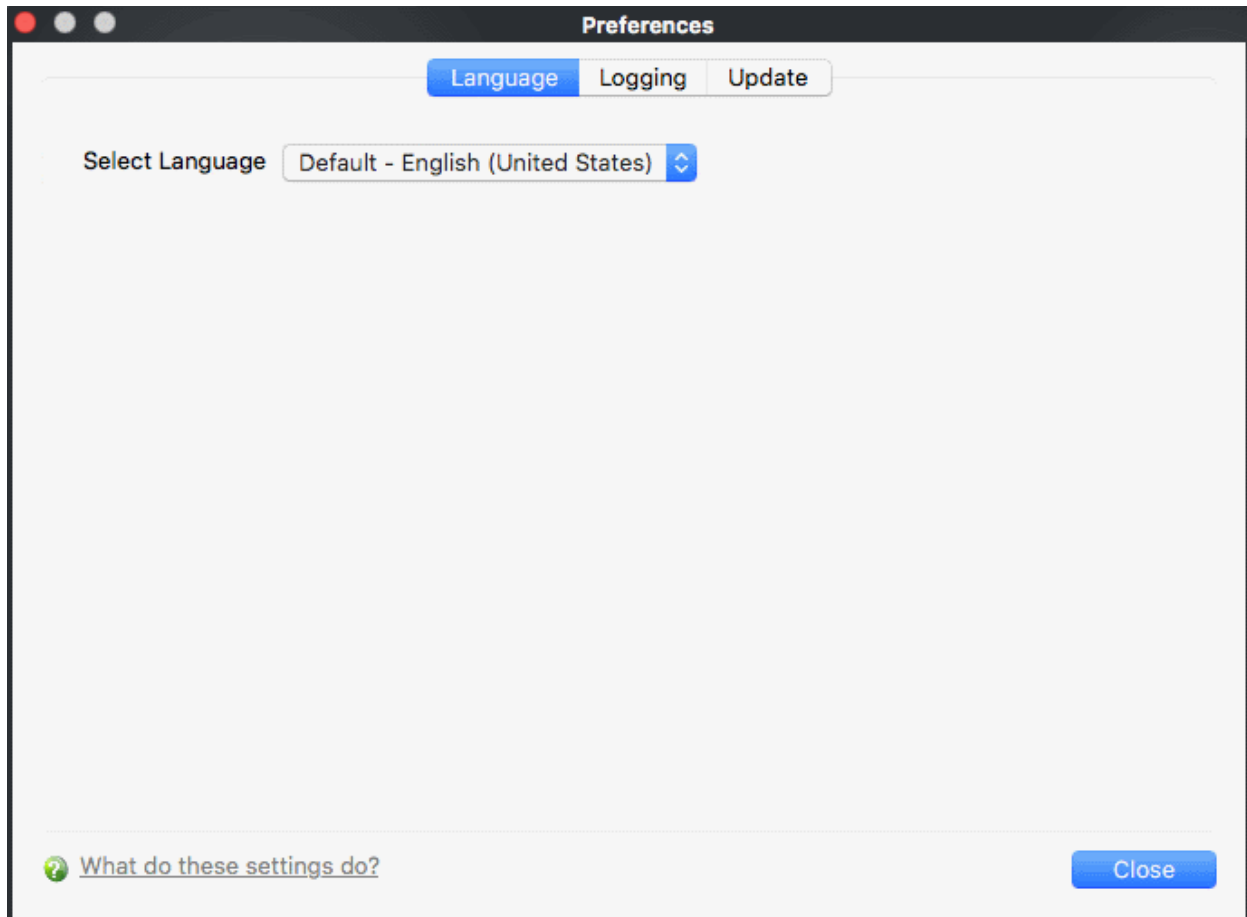 Preferences
Language Logging Update
Select Language Default - English (United States)
What do these settings do? Close